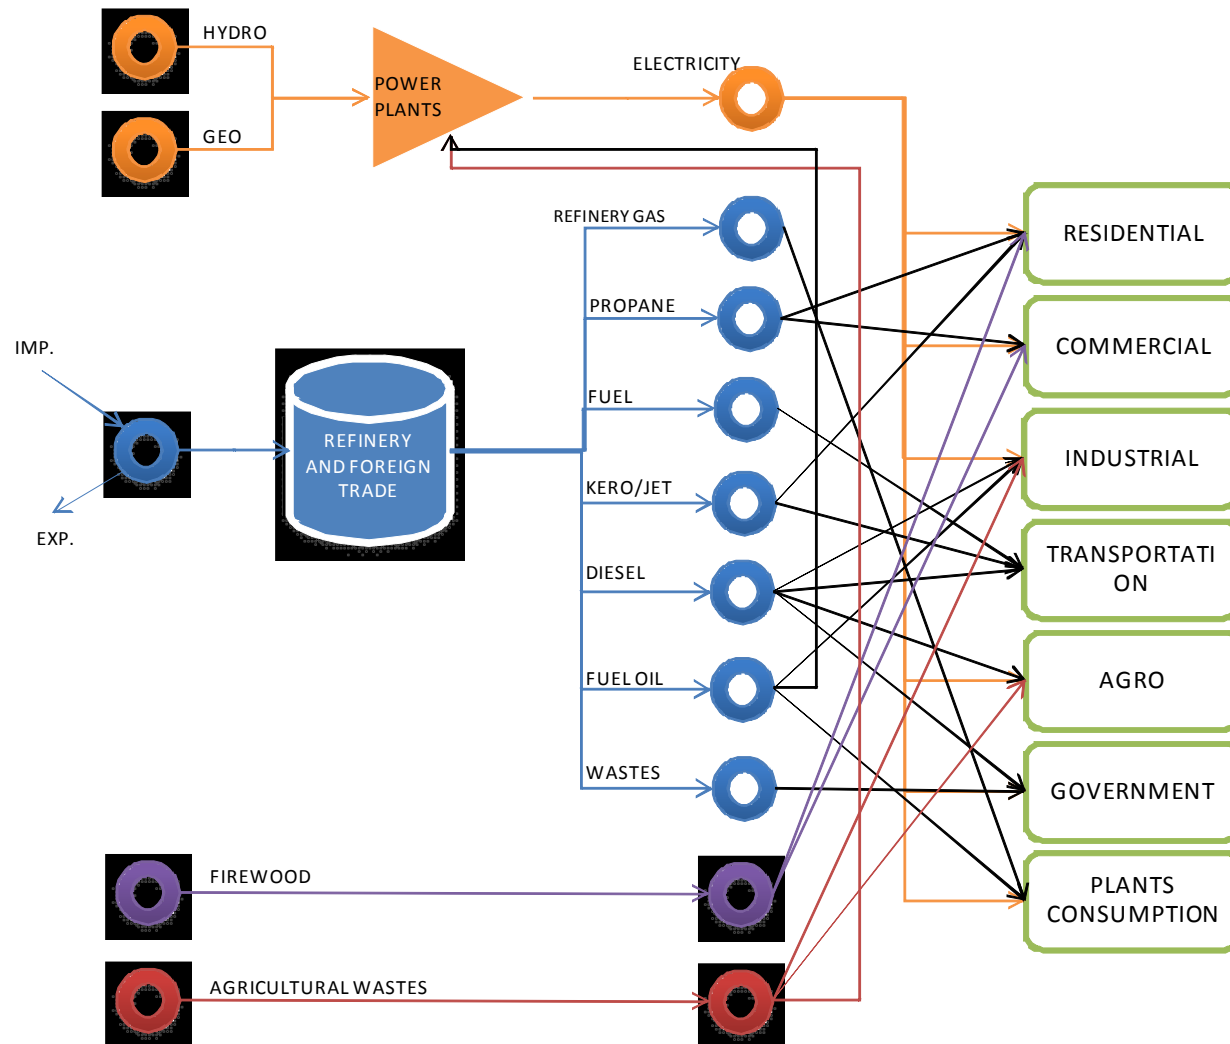 HYDRO
GEO
POWER
PLANTS
ELECTRICITY
REFINERY GAS
PROPANE
FUEL
KERO/JET
DIESEL
FUEL OIL
WASTES
IMP.
EXP.
REFINERY
AND FOREIGN
TRADE
FIREWOOD
AGRICULTURAL WASTES
RESIDENTIAL
COMMERCIAL
INDUSTRIAL
TRANSPORTATI
ON
AGRO
GOVERNMENT
PLANTS
CONSUMPTION